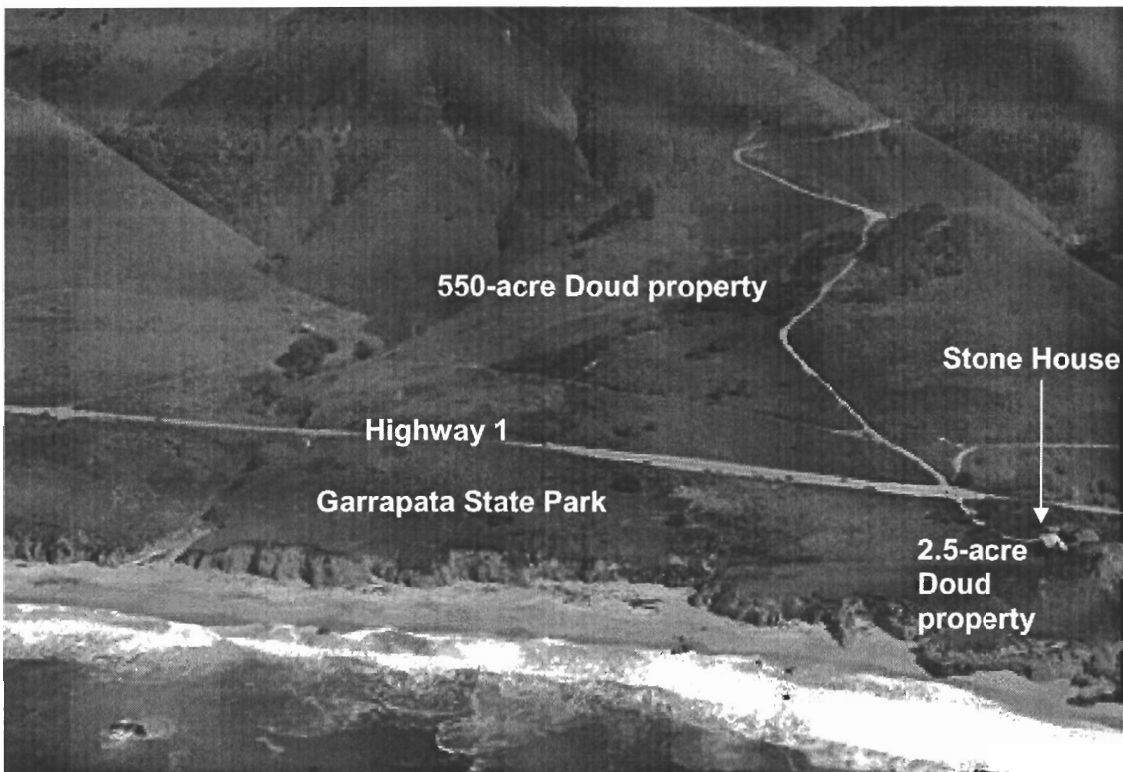 550-acre Doud property
Stone House
Highway 1
Garrapata State Park
2.5-acre
Doud
property